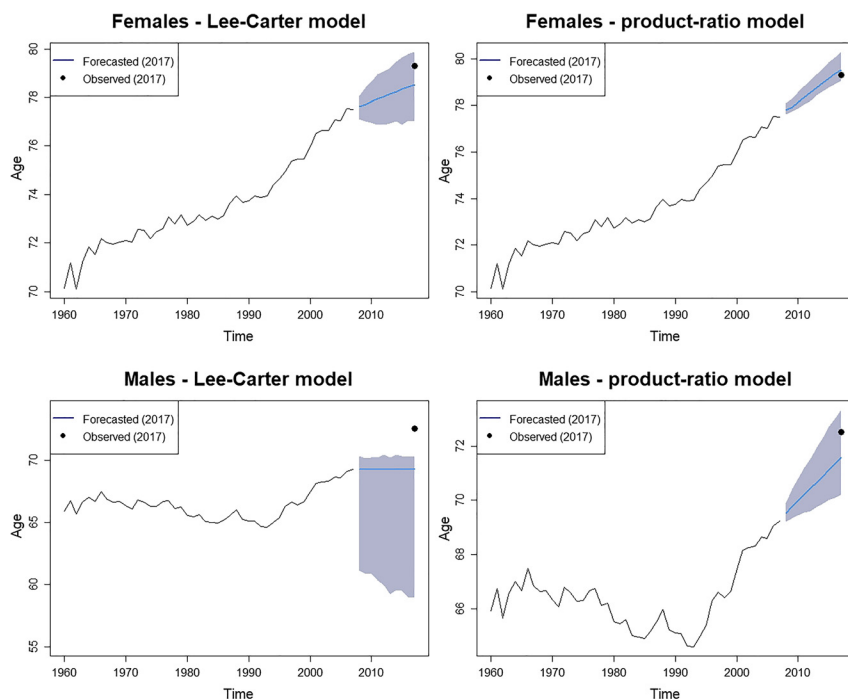 Females - Lee-Carter model
Forecasted (2017)
Observed (2017)
Age
80
78
76
74
72
70
1960 1970 1980 1990 2000 2010
Time
Females - product-ratio model
Forecasted (2017)
Observed (2017)
Age
80
78
76
74
72
70
1960 1970 1980 1990 2000 2010
Time
Males - Lee-Carter model
Forecasted (2017)
Observed (2017)
Age
70
65
60
55
1960 1970 1980 1990 2000 2010
Time
Males - product-ratio model
Forecasted (2017)
Observed (2017)
Age
72
70
68
66
1960 1970 1980 1990 2000 2010
Time